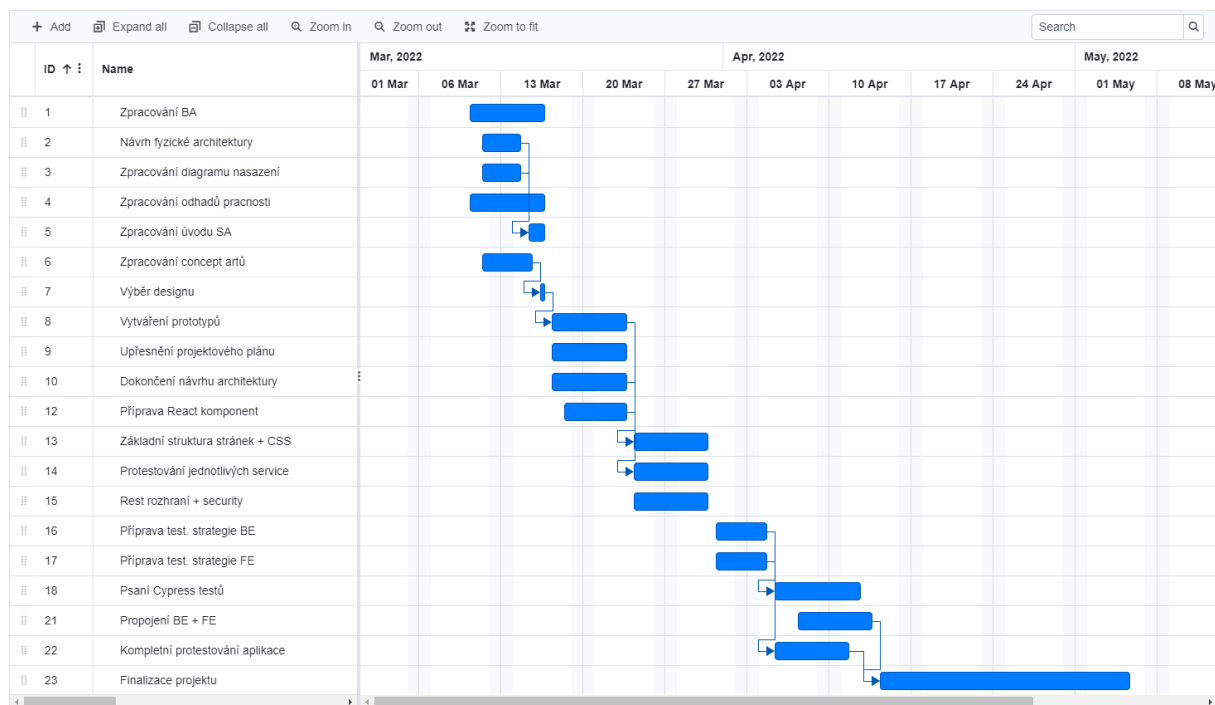 Add Expand all Collapse all Zoom in Zoom out Zoom to fit Search
ID Name Mar, 2022 Apr, 2022 May, 2022
01 Mar 06 Mar 13 Mar 20 Mar 27 Mar 03 Apr 10 Apr 17 Apr 24 Apr 01 May 08 May
1 Zpracování BA
2 Návrh fyzické architektury
3 Zpracování diagramu nasazení
4 Zpracování odhadů pracnosti
5 Zpracování úvodu SA
6 Zpracování concept artů
7 Výběr designu
8 Vytváření prototypů
9 Upřesnění projektového plánu
10 Dokončení návrhu architektury
12 Příprava React komponent
13 Základní struktura stránek + CSS
14 Protestování jednotlivých service
15 Rest rozhraní + security
16 Příprava test. strategie BE
17 Příprava test. strategie FE
18 Psaní Cypress testů
21 Propojení BE + FE
22 Kompletní protestování aplikace
23 Finalizace projektu